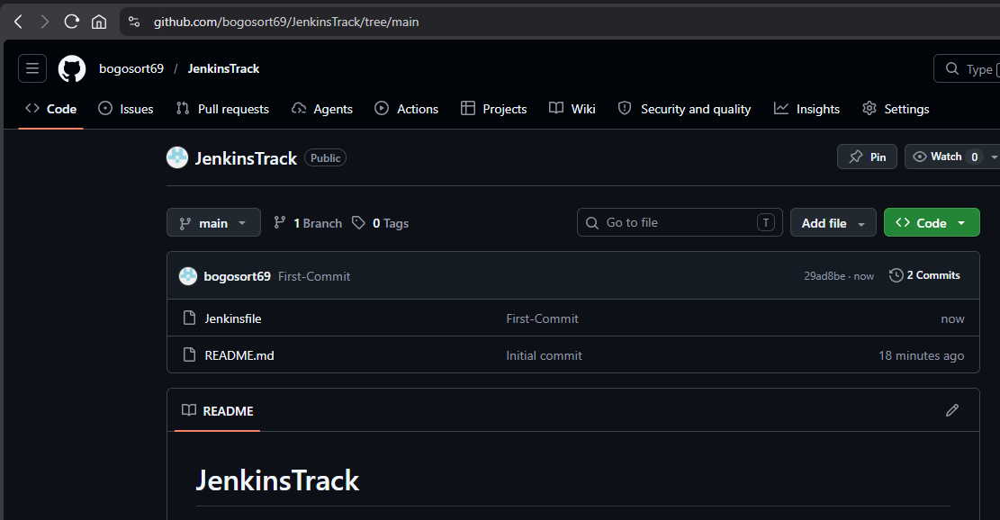 github.com/bogosort69/JenkinsTrack/tree/main
bogosort69 / JenkinsTrack
Type
Code Issues Pull requests Agents Actions Projects Wiki Security and quality Insights Settings
JenkinsTrack Public
Pin Watch 0
main 1 Branch 0 Tags Go to file T Add file Code
bogosort69 First-Commit 29ad8be · now 2 Commits
Jenkinsfile First-Commit now
README.md Initial commit 18 minutes ago
README
JenkinsTrack